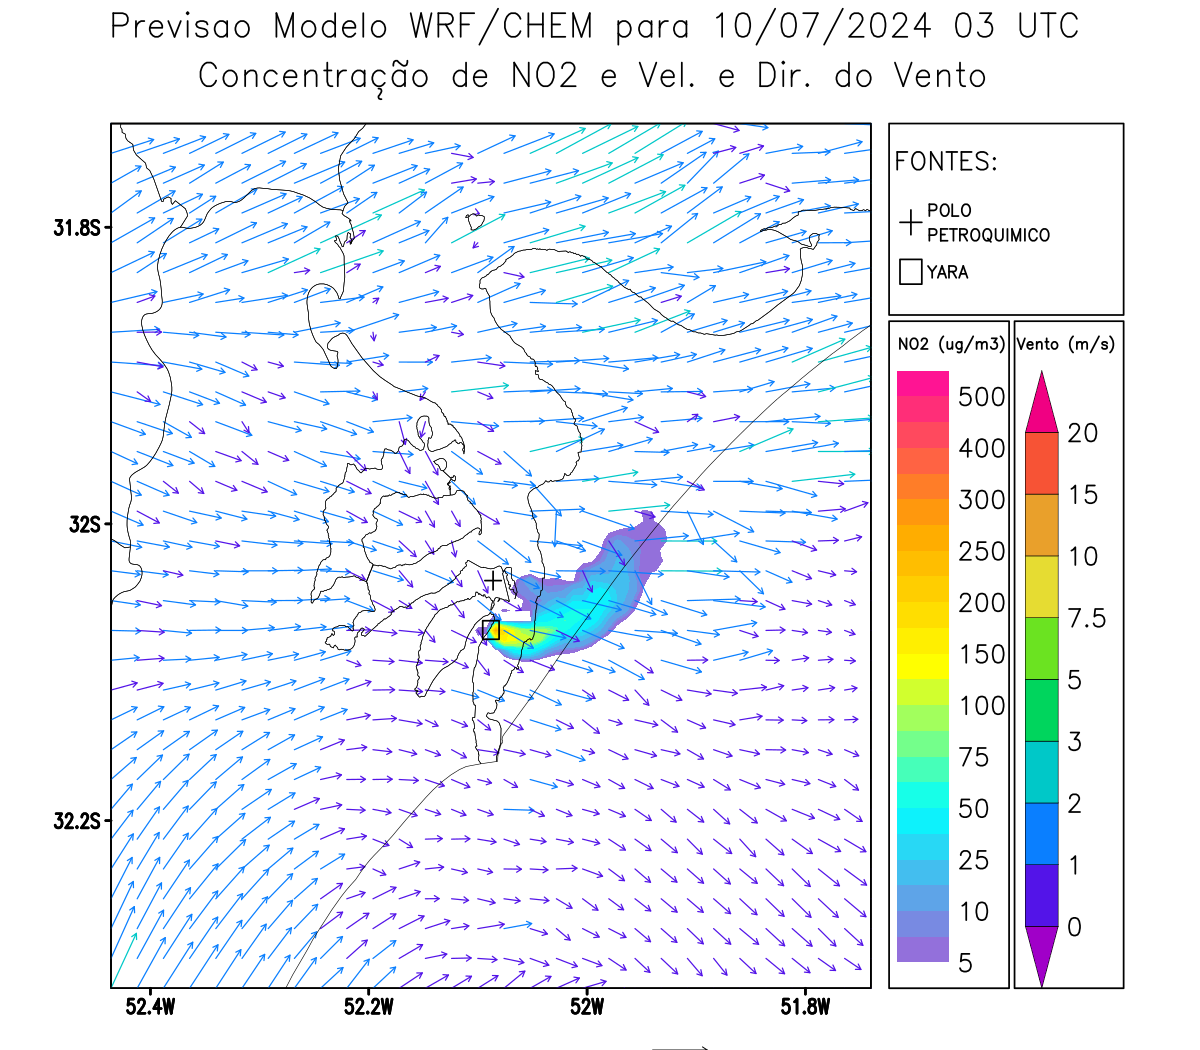 Previsao Modelo WRF/CHEM para 10/07/2024 03 UTC
Concentração de NO2 e Vel. e Dir. do Vento
FONTES:
POLO
PETROQUIMICO
YARA
NO2 (ug/m3)
500
400
300
250
200
150
100
75
50
25
10
5
Vento (m/s)
20
15
10
7.5
5
3
2
1
0
31.8S
32S
32.2S
52.4W
52.2W
52W
51.8W